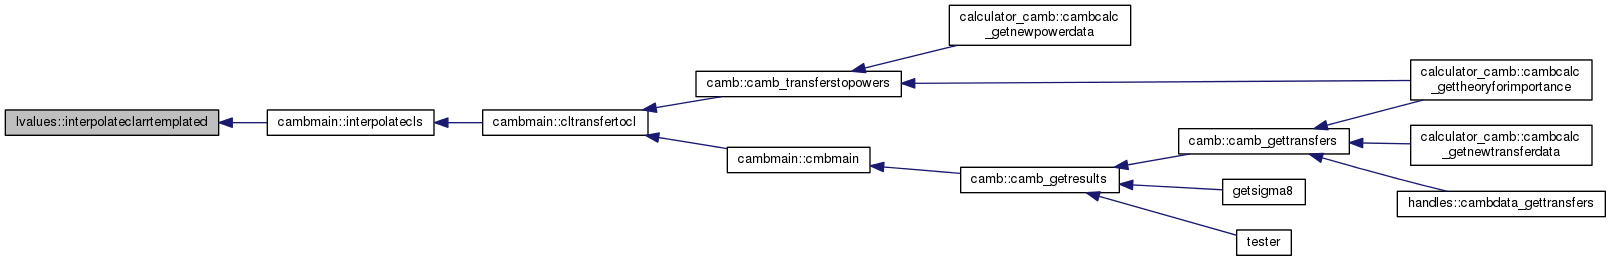 lvalues::interpolateclarrtemplated
cambmain::interpolatecls
cambmain::cltransfertocl
camb::camb_transferstopowers
calculator_camb::cambcalc
_getnewpowerdata
calculator_camb::cambcalc
_gettheoryforimportance
cambmain::cmbmain
camb::camb_getresults
camb::camb_gettransfers
calculator_camb::cambcalc
_getnewtransferdata
handles::cambdata_gettransfers
getsigma8
tester